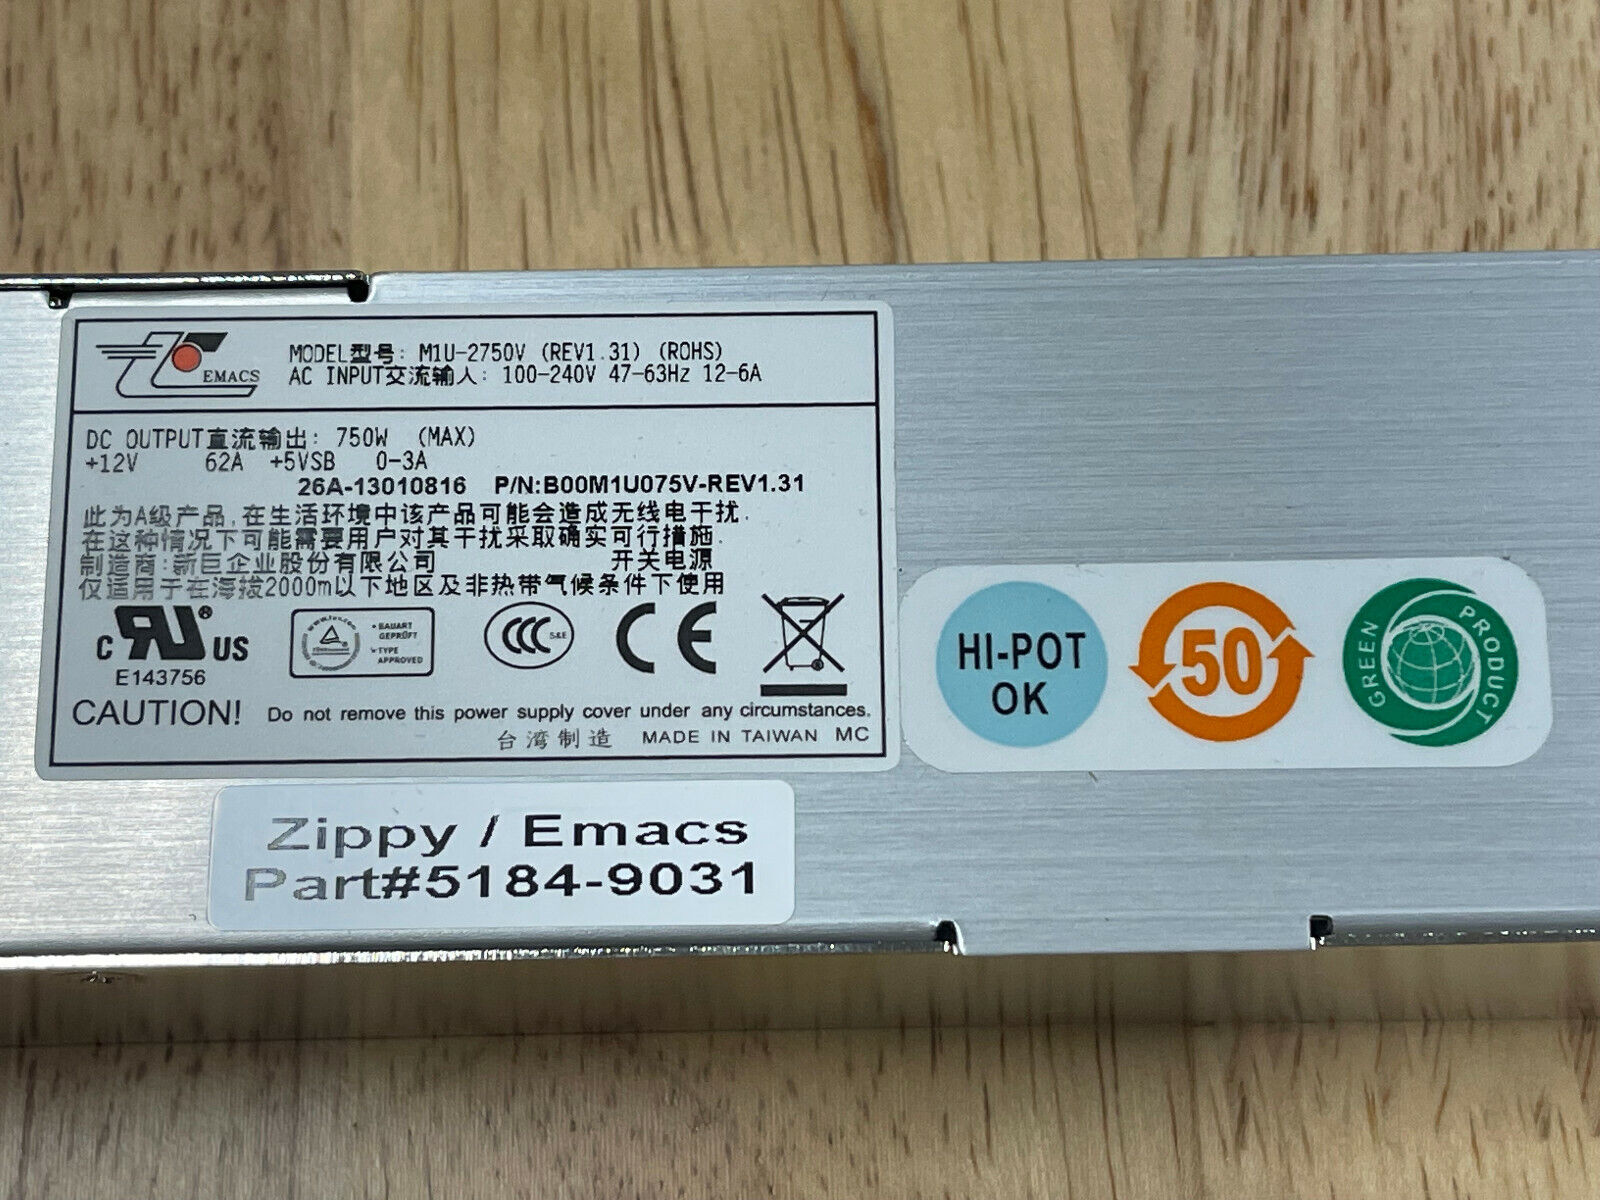 EMACS
MODEL型号: M1U-2750V (REV1.31) (ROHS)
AC INPUT交流输入: 100-240V 47-63Hz 12-6A
DC OUTPUT直流输出: 750W (MAX)
+12V 62A +5VSB 0-3A
26A-13010816 P/N:B00M1U075V-REV1.31
此为A级产品,在生活环境中该产品可能会造成无线电干扰.
在这种情况下可能需要用户对其干扰采取确实可行措施.
制造商:新巨企业股份有限公司 开关电源
仅适用于在海拔2000m以下地区及非热带气候条件下使用
C RU ® US
E143756
BAUART
GEPRÜFT
TYPE
APPROVED
CCC S&E
CE
CAUTION! Do not remove this power supply cover under any circumstances.
台湾制造 MADE IN TAIWAN MC
HI-POT
OK
50
GREEN PRODUCT
Zippy / Emacs
Part#5184-9031